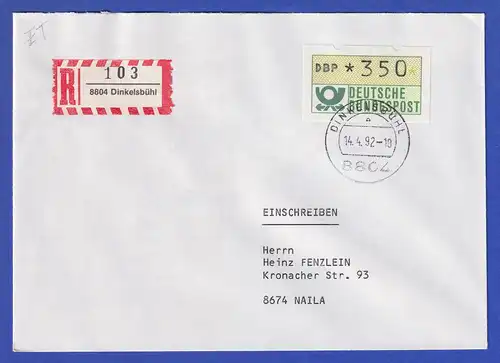 ET
R
103
8804 Dinkelsbühl
DBP *350*
DEUTSCHE
BUNDESPOST
DINKELSBÜHL
a
14.4.92-10
8804
EINSCHREIBEN
Herrn
Heinz FENZLEIN
Kronacher Str. 93
8674 NAILA